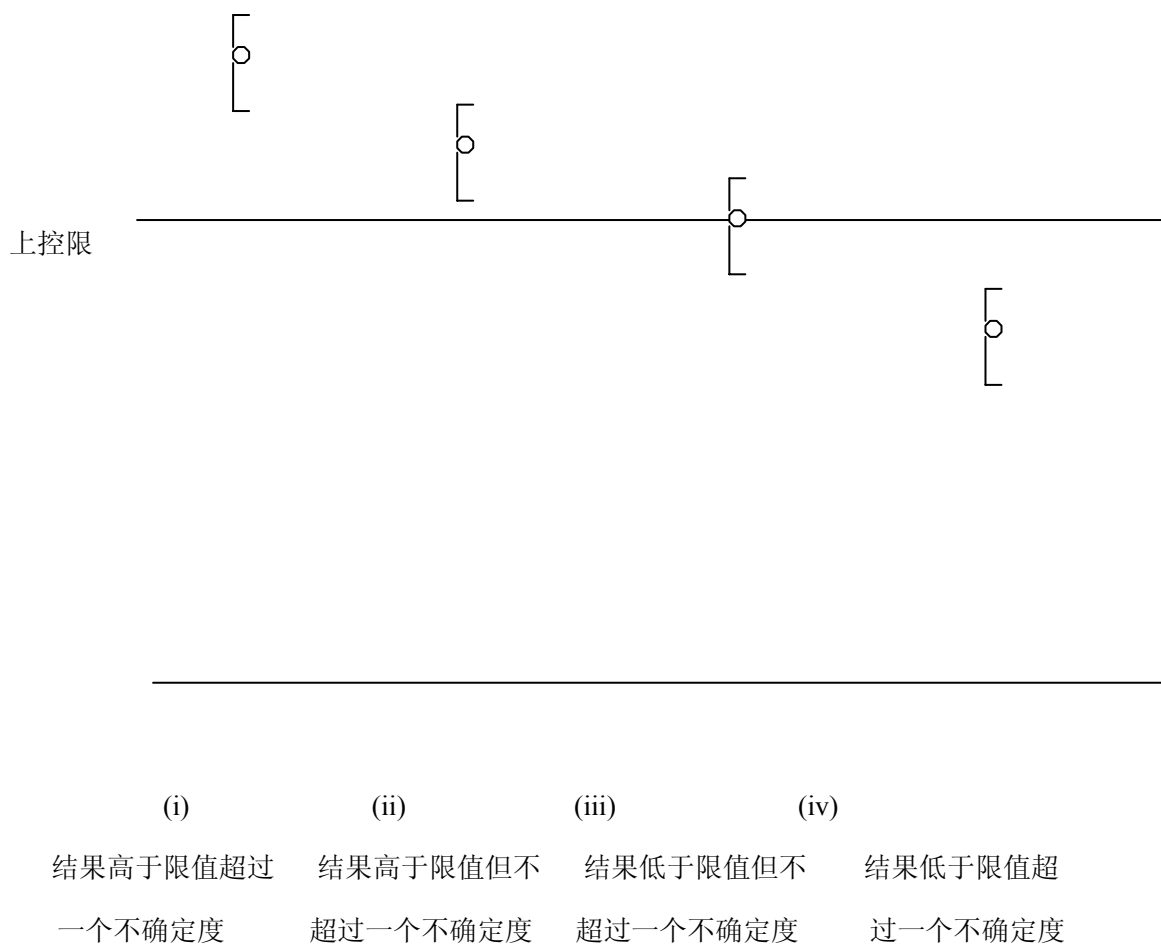 上控限
(i) (ii) (iii) (iv)
结果高于限值超过 结果高于限值但不 结果低于限值但不 结果低于限值超
一个不确定度 超过一个不确定度 超过一个不确定度 过一个不确定度